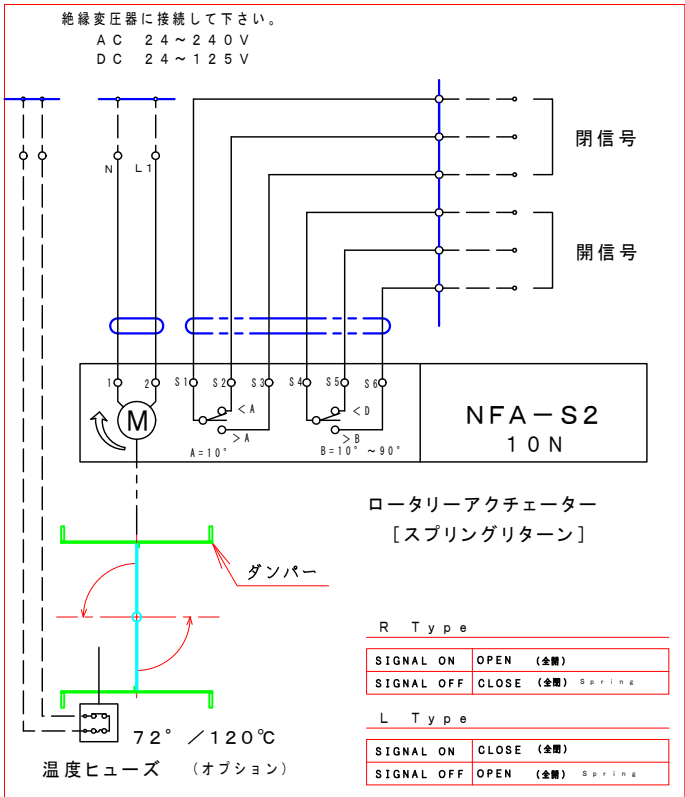 絶縁変圧器に接続して下さい。
AC 24~240V
DC 24~125V
閉信号
開信号
N L1
1 2 S1 S2 S3 S4 S5 S6
M
<A
>A
A=10°
<D
>B
B=10° ~90°
NFA-S2
10N
ロータリーアクチェーター
[スプリングリターン]
ダンパー
R Type
SIGNAL ON OPEN (全開)
SIGNAL OFF CLOSE (全閉) Spring
L Type
SIGNAL ON CLOSE (全閉)
SIGNAL OFF OPEN (全開) Spring
72° /120℃
温度ヒューズ (オプション)